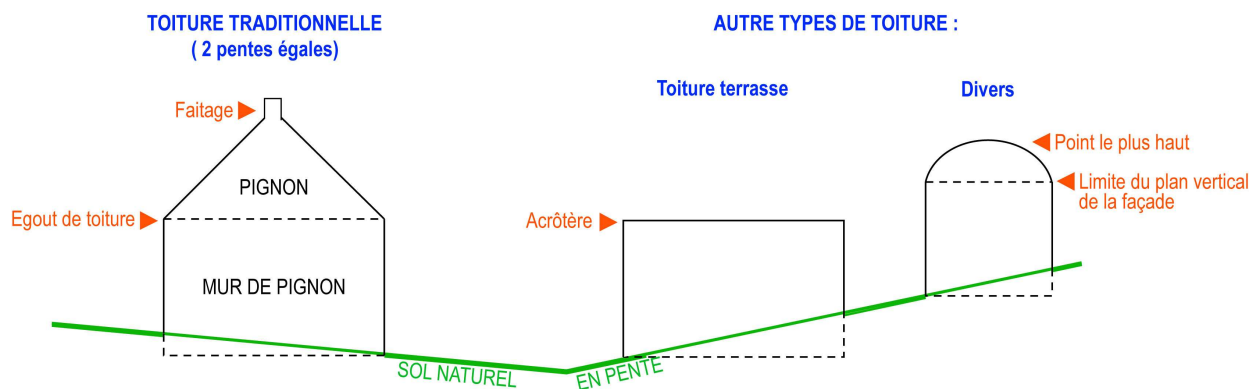 TOITURE TRADITIONNELLE
( 2 pentes égales)
Faitage
PIGNON
Egout de toiture
MUR DE PIGNON
AUTRE TYPES DE TOITURE :
Toiture terrasse
Divers
Point le plus haut
Limite du plan vertical
de la façade
Acrôtère
SOL NATUREL
EN PENTE